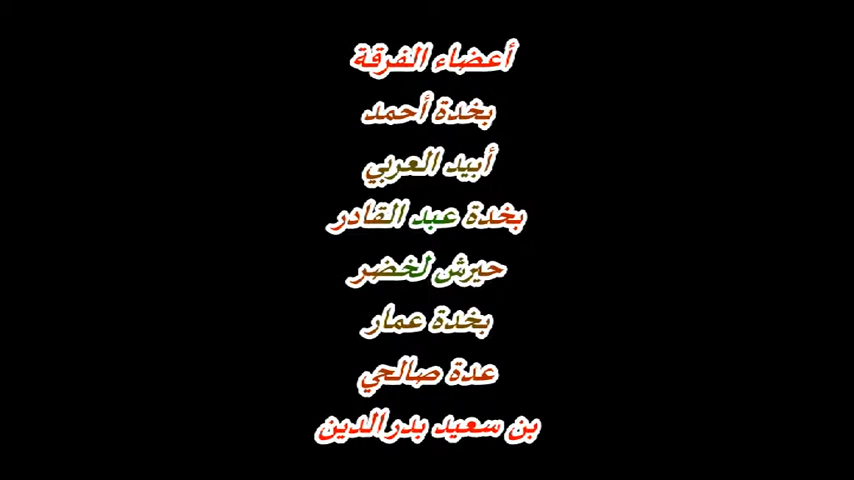 أعضاء الفرقة
بخدة أحمد
أبيد العربي
بخدة عبد القادر
حيرش لخضر
بخدة عمار
عدة صالحي
بن سعيد بدرالدين